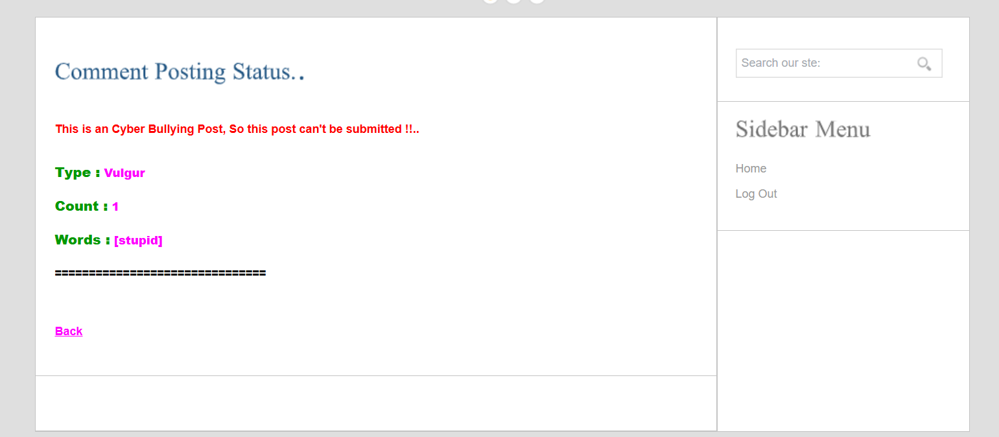 Comment Posting Status..
This is an Cyber Bullying Post, So this post can't be submitted !!..
Type : Vulgur
Count : 1
Words : [stupid]
===============================
Back
Search our ste:
Sidebar Menu
Home
Log Out